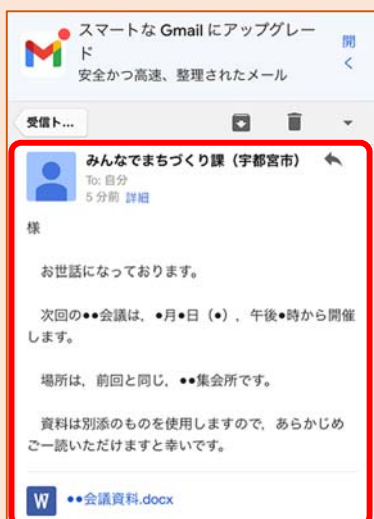 スマートな Gmail にアップグレー
ド
安全かつ高速、整理されたメール
開
く
受信ト...
みんなでまちづくり課（宇都宮市）
To: 自分
5 分前 詳細
様
お世話になっております。
次回の●●会議は，●月●日（●），午後●時から開催
します。
場所は，前回と同じ，●●集会所です。
資料は別添のものを使用しますので，あらかじめ
ご一読いただけますと幸いです。
W ●●会議資料.docx